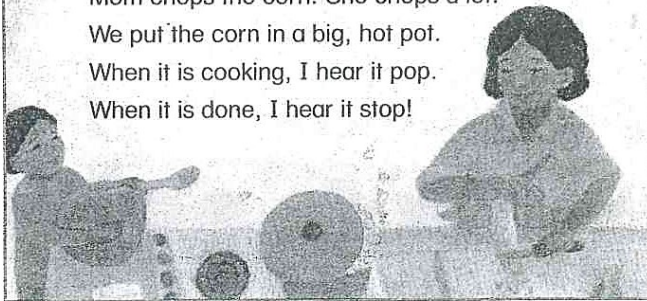 Mom chops the corn. She chops a lot.
We put the corn in a big, hot pot.
When it is cooking, I hear it pop.
When it is done, I hear it stop!